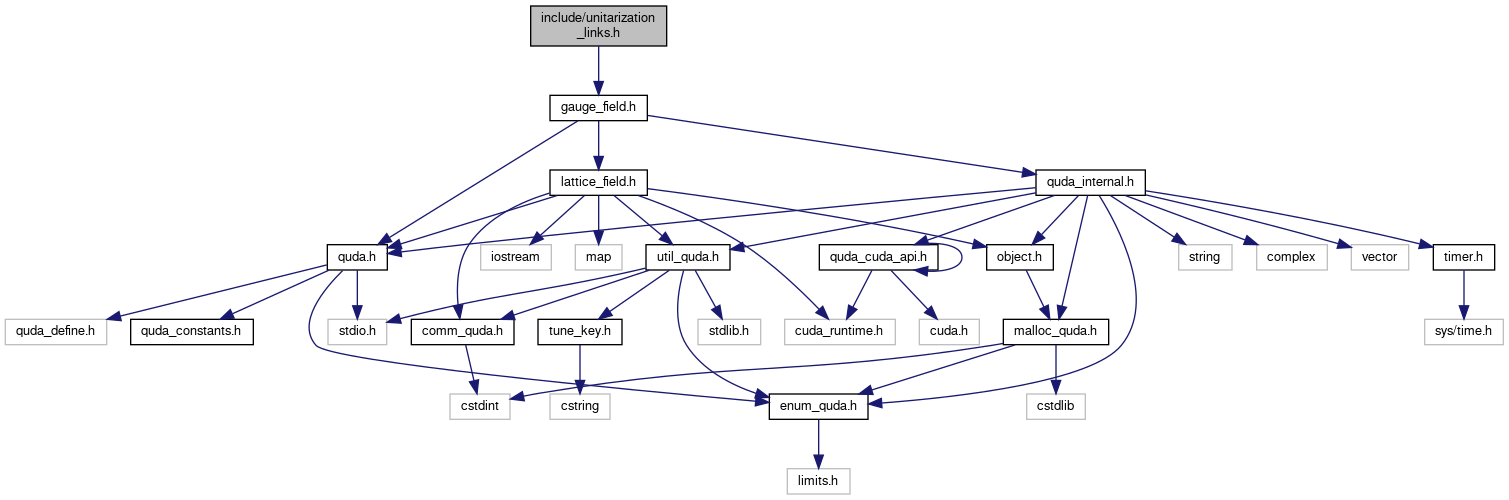 include/unitarization
_links.h
gauge_field.h
lattice_field.h
quda_internal.h
quda.h
iostream
map
util_quda.h
quda_cuda_api.h
object.h
string
complex
vector
timer.h
quda_define.h
quda_constants.h
stdio.h
comm_quda.h
tune_key.h
stdlib.h
cuda_runtime.h
cuda.h
malloc_quda.h
sys/time.h
cstdint
cstring
enum_quda.h
cstdlib
limits.h